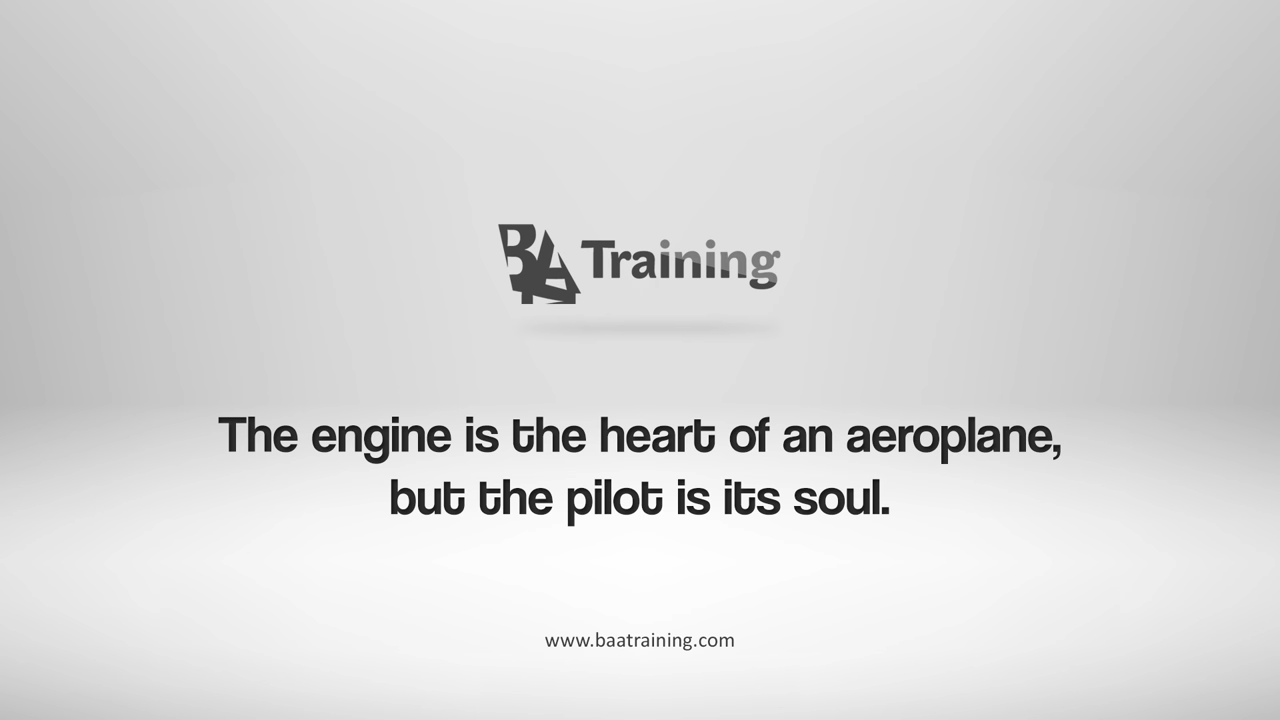 BAA Training
The engine is the heart of an aeroplane,
but the pilot is its soul.
www.baatraining.com